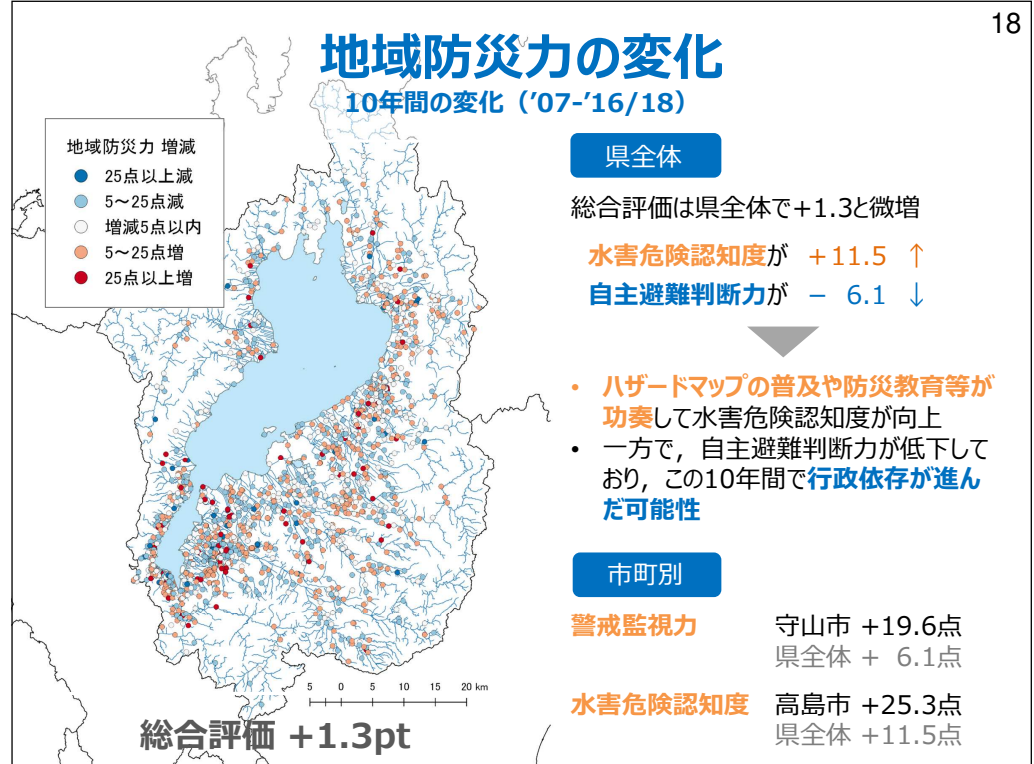 18
地域防災力の変化
10年間の変化（’07-’16/18）
地域防災力 増減
25点以上減
5～25点減
増減5点以内
5～25点増
25点以上増
県全体
総合評価は県全体で+1.3と微増
水害危険認知度が ＋11.5 ↑
自主避難判断力が － 6.1 ↓
• ハザードマップの普及や防災教育等が
功奏して水害危険認知度が向上
• 一方で，自主避難判断力が低下して
おり，この10年間で行政依存が進ん
だ可能性
市町別
警戒監視力 守山市 +19.6点
県全体 + 6.1点
水害危険認知度 高島市 +25.3点
県全体 +11.5点
5 0 5 10 15 20 km
総合評価 +1.3pt